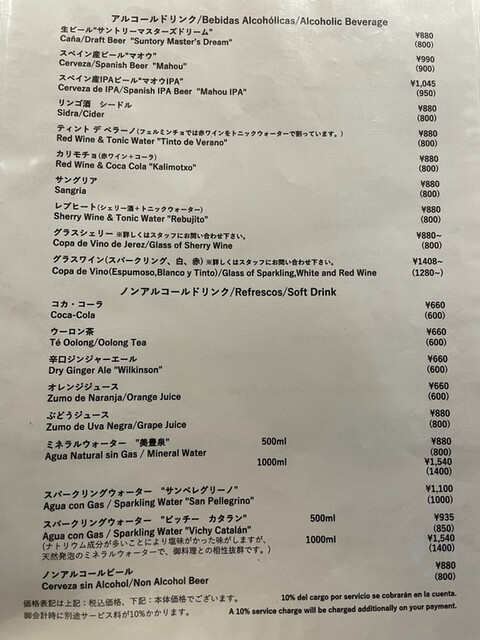 アルコールドリンク/Bebidas Alcohólicas/Alcoholic Beverage
生ビール"サントリーマスターズドリーム" ¥880
Caña/Draft Beer "Suntory Master's Dream" (800)
スペイン産ビール"マオウ" ¥990
Cerveza/Spanish Beer "Mahou" (900)
スペイン産IPAビール"マオウIPA" ¥1,045
Cerveza de IPA/Spanish IPA Beer "Mahou IPA" (950)
リンゴ酒 シードル ¥880
Sidra/Cider (800)
ティント デ ベラーノ(フェルミンチョでは赤ワインをトニックウォーターで割っています。) ¥880
Red Wine & Tonic Water "Tinto de Verano" (800)
カリモチョ(赤ワイン+コーラ) ¥880
Red Wine & Coca Cola "Kalimotxo" (800)
サングリア ¥880
Sangria (800)
レブヒート(シェリー酒+トニックウォーター) ¥880
Sherry Wine & Tonic Water "Rebujito" (800)
グラスシェリー ※詳しくはスタッフにお問い合わせ下さい。 ¥880~
Copa de Vino de Jerez/Glass of Sherry Wine (800)
グラスワイン(スパークリング、白、赤) ※詳しくはスタッフにお問い合わせ下さい。 ¥1408~
Copa de Vino(Espumoso,Blanco y Tinto)/Glass of Sparkling,White and Red Wine (1280~)
ノンアルコールドリンク/Refrescos/Soft Drink
コカ・コーラ ¥660
Coca-Cola (600)
ウーロン茶 ¥660
Té Oolong/Oolong Tea (600)
辛口ジンジャーエール ¥660
Dry Ginger Ale "Wilkinson" (600)
オレンジジュース ¥660
Zumo de Naranja/Orange Juice (600)
ぶどうジュース ¥880
Zumo de Uva Negra/Grape Juice (800)
ミネラルウォーター "美豊泉" 500ml ¥880
Agua Natural sin Gas / Mineral Water (800)
1000ml ¥1,540
(1400)
スパークリングウォーター "サンペレグリーノ" ¥1,100
Agua con Gas / Sparkling Water "San Pellegrino" (1000)
スパークリングウォーター "ビッチー カタラン" 500ml ¥935
Agua con Gas / Sparkling Water "Vichy Catalán" (850)
(ナトリウム成分が多いことにより塩味がかった味がしますが、 1000ml ¥1,540
天然発泡のミネラルウォーターで、御料理との相性抜群です。) (1400)
ノンアルコールビール ¥880
Cerveza sin Alcohol/Non Alcohol Beer (800)
価格表記は上記:税込価格、下記:本体価格でございます。 10% del cargo por servicio se cobrarán en la cuenta.
御会計時に別途サービス料が10%かかります。 A 10% service charge will be charged additionally on your payment.